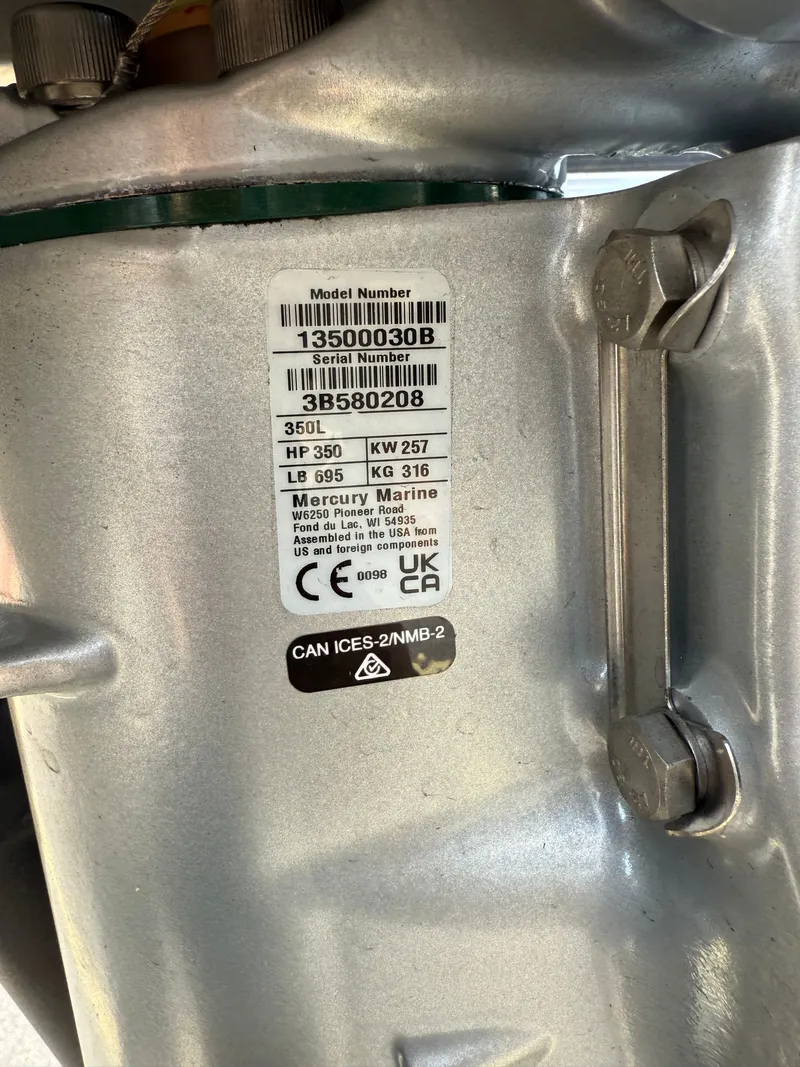 Model Number
13500030B
Serial Number
3B580208
350L
HP 350 KW 257
LB 695 KG 316
Mercury Marine
W6250 Pioneer Road
Fond du Lac, WI 54935
Assembled in the USA from
US and foreign components
CE 0098 UK
CA
CAN ICES-2/NMB-2